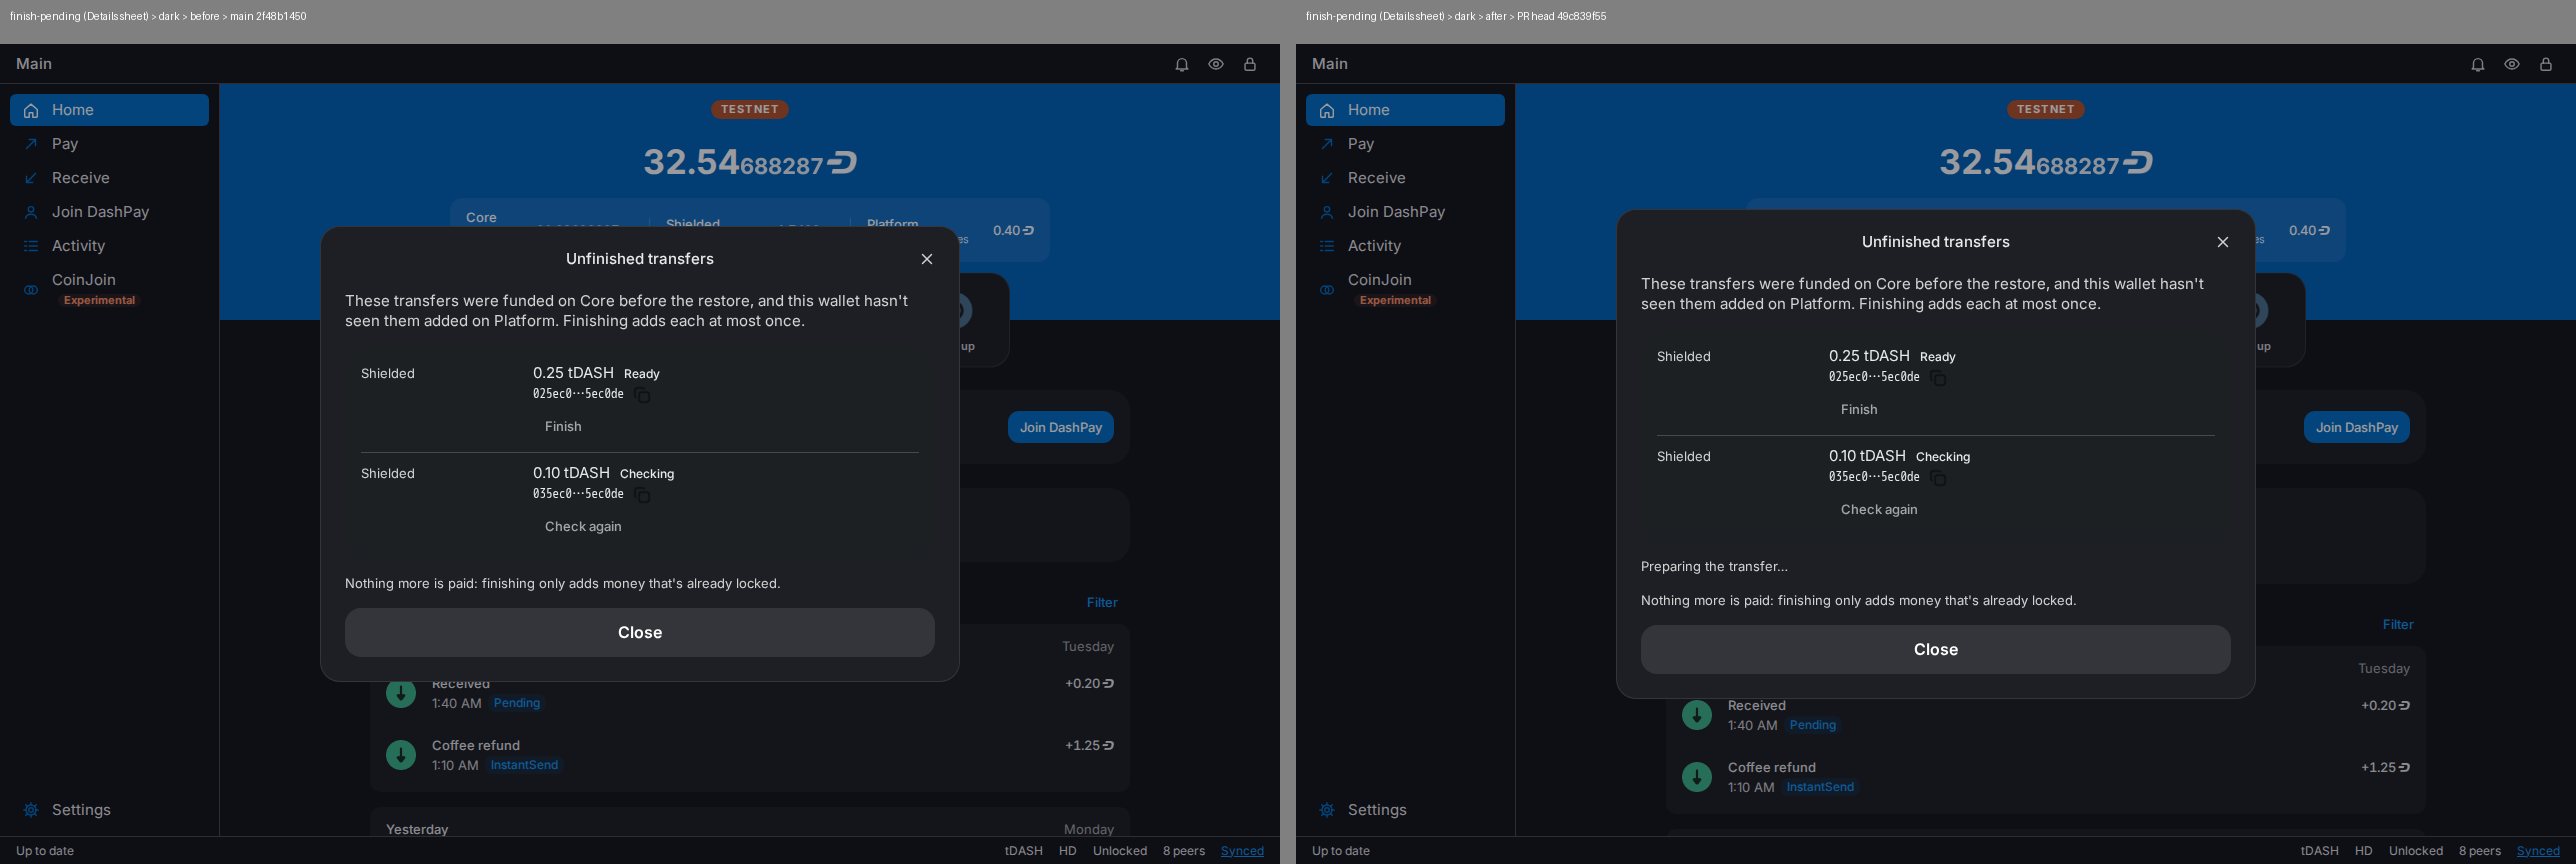 finish-pending (Details sheet) > dark > before > main 2f48b1450
Main
Home
Pay
Receive
Join DashPay
Activity
CoinJoin
Experimental
Settings
TESTNET
32.54688287
Core
Shielded
Platform
es
0.40
up
Join DashPay
Filter
Unfinished transfers
These transfers were funded on Core before the restore, and this wallet hasn't
seen them added on Platform. Finishing adds each at most once.
Shielded
0.25 tDASH Ready
025ec0···5ec0de
Finish
Shielded
0.10 tDASH Checking
035ec0···5ec0de
Check again
Nothing more is paid: finishing only adds money that's already locked.
Close
Tuesday
Received
+0.20
1:40 AM Pending
Coffee refund
+1.25
1:10 AM InstantSend
Yesterday
Monday
Up to date
tDASH HD Unlocked 8 peers Synced
finish-pending (Details sheet) > dark > after > PR head 49c839f55
Main
Home
Pay
Receive
Join DashPay
Activity
CoinJoin
Experimental
Settings
TESTNET
32.54688287
es
0.40
up
Join DashPay
Filter
Unfinished transfers
These transfers were funded on Core before the restore, and this wallet hasn't
seen them added on Platform. Finishing adds each at most once.
Shielded
0.25 tDASH Ready
025ec0···5ec0de
Finish
Shielded
0.10 tDASH Checking
035ec0···5ec0de
Check again
Preparing the transfer...
Nothing more is paid: finishing only adds money that's already locked.
Close
Tuesday
Received
+0.20
1:40 AM Pending
Coffee refund
+1.25
1:10 AM InstantSend
Up to date
tDASH HD Unlocked 8 peers Synced